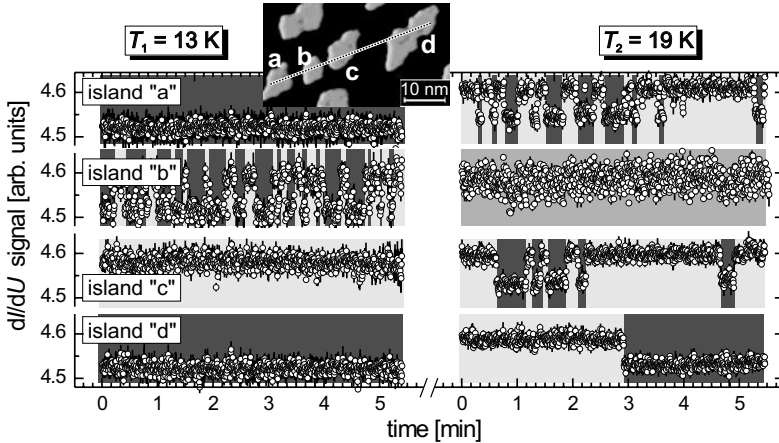 T₁ = 13 K
T₂ = 19 K
a
b
c
d
10 nm
dI/dU signal [arb. units]
island "a"
4.6
4.5
island "b"
4.6
4.5
4.6
island "c"
4.5
island "d"
4.6
4.5
0 1 2 3 4 5
0 1 2 3 4 5
time [min]